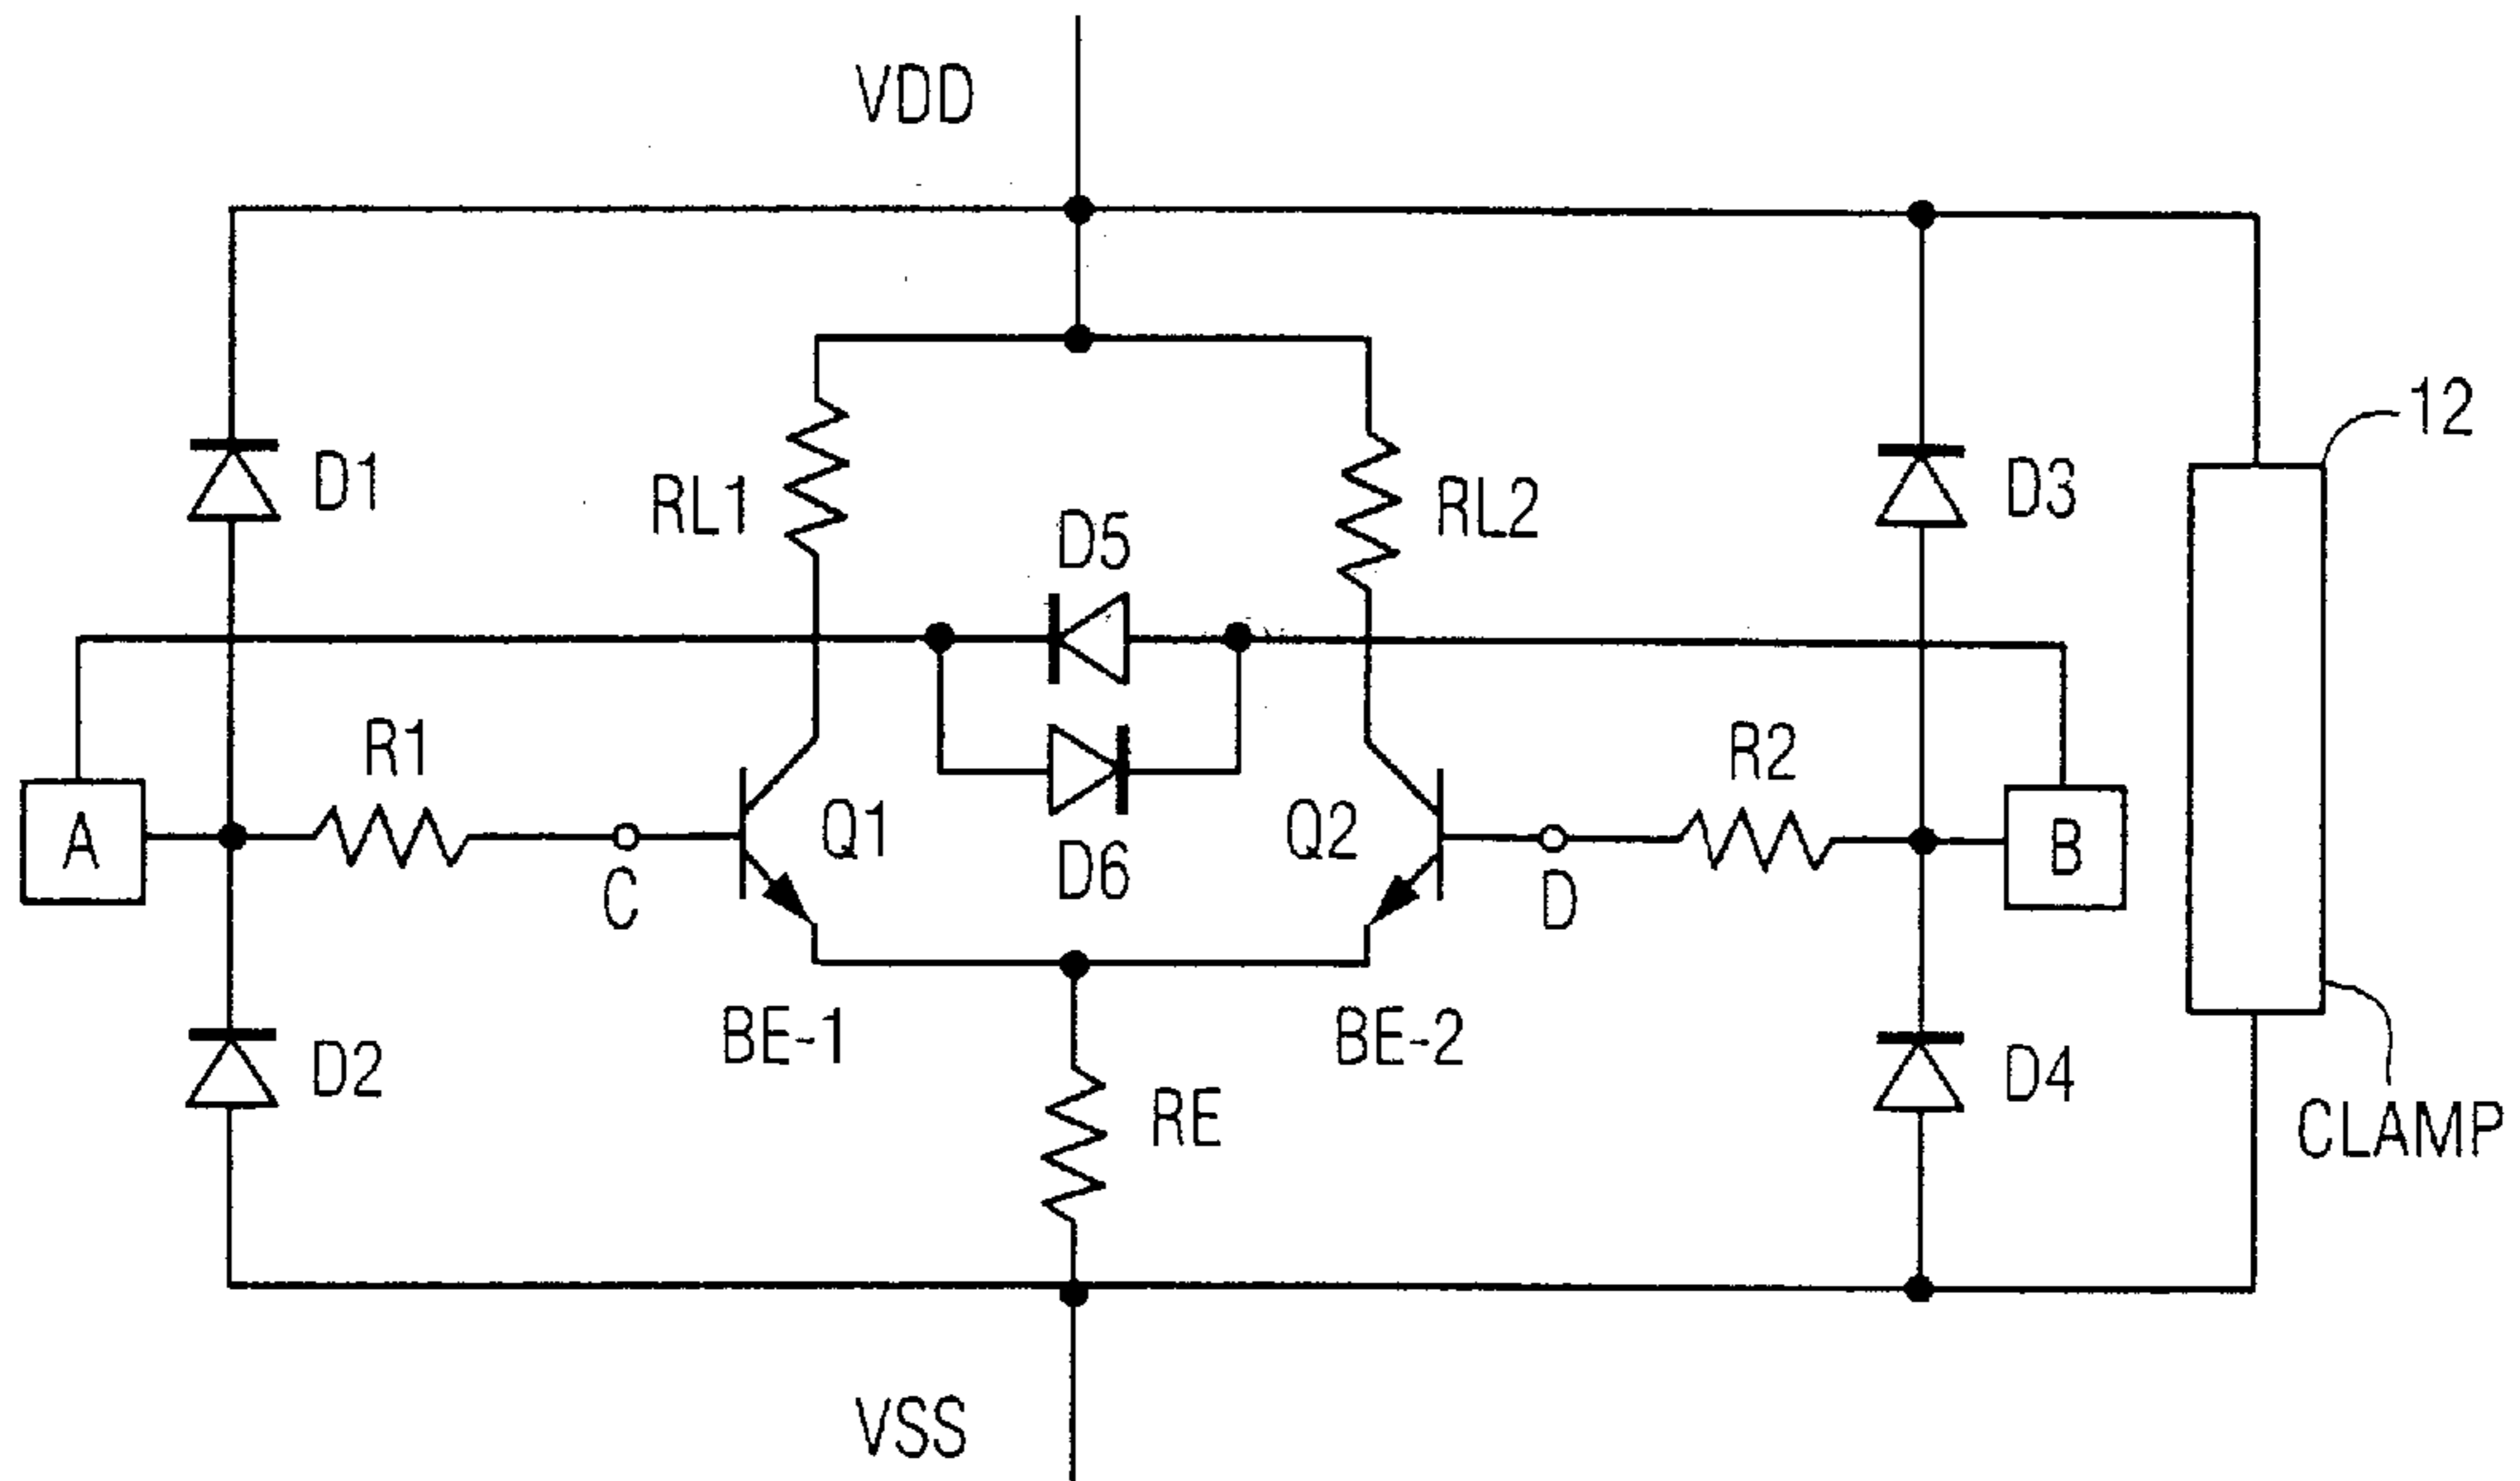 VDD
12
D1
RL1
D5
RL2
D3
R1
R2
A
Q1
Q2
B
C
D6
D
BE-1
BE-2
D2
RE
D4
CLAMP
VSS